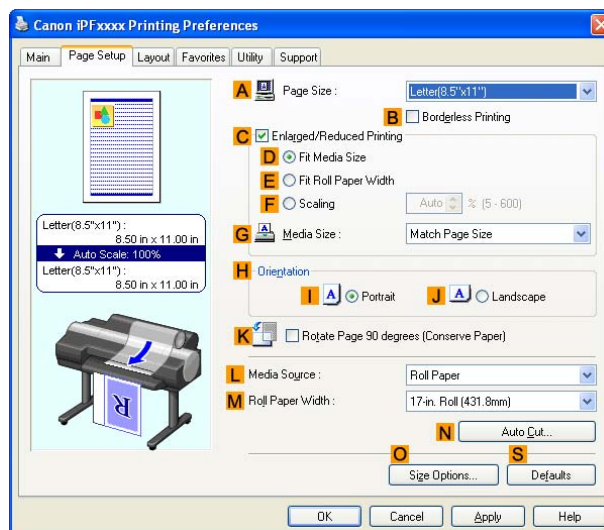 Canon iPFxxxx Printing Preferences
Main Page Setup Layout Favorites Utility Support
A Page Size : Letter(8.5"x11")
B Borderless Printing
C Enlarged/Reduced Printing
D Fit Media Size
E Fit Roll Paper Width
F Scaling Auto % (5 - 600)
G Media Size : Match Page Size
Letter(8.5"x11") :
8.50 in x 11.00 in
Auto Scale: 100%
Letter(8.5"x11") :
8.50 in x 11.00 in
H Orientation
I A Portrait J A Landscape
K Rotate Page 90 degrees (Conserve Paper)
R
L Media Source : Roll Paper
M Roll Paper Width : 17-in. Roll (431.8mm)
N Auto Cut...
O S
Size Options... Defaults
OK Cancel Apply Help